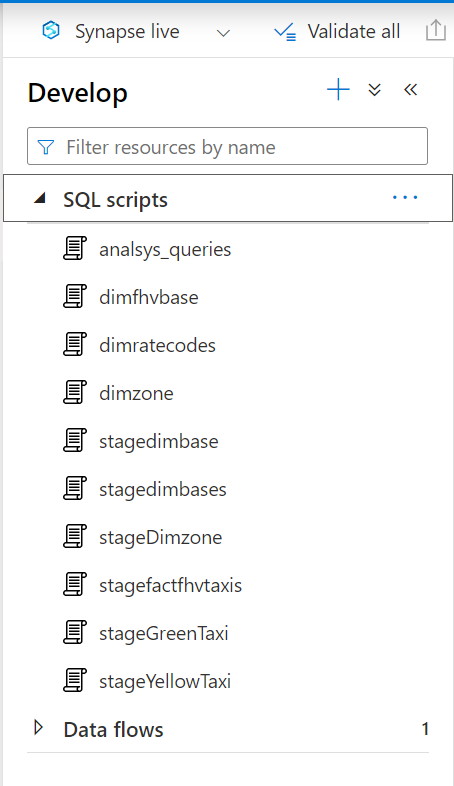 Synapse live Validate all
Develop
Filter resources by name
SQL scripts
analsys_queries
dimfhvbase
dimratecodes
dimzone
stagedimbase
stagedimbases
stageDimzone
stagefactfhvtaxis
stageGreenTaxi
stageYellowTaxi
Data flows 1